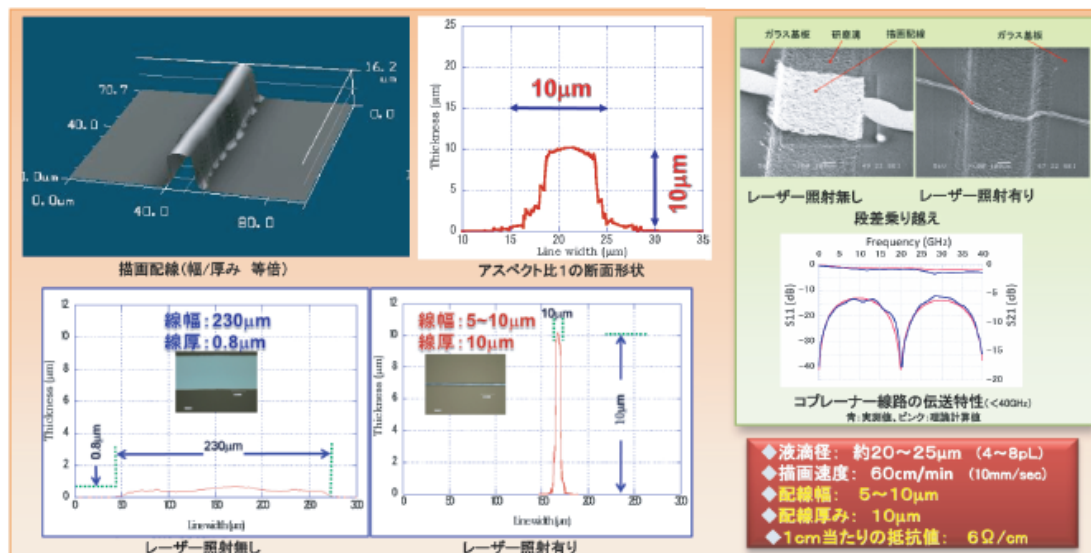 16.2
μm
70.7
0.0
40.0
0.0μm
40.0
80.0
描画配線(幅/厚み 等倍)
Thickness (μm)
25
20
15
10
5
0
10μm
10μm
10 15 20 25 30 35
Line width (μm)
アスペクト比1の断面形状
ガラス基板 研磨溝 描画配線 ガラス基板
レーザー照射無し レーザー照射有り
段差乗り越え
Frequency (GHz)
0 10 20 30 40
S11 (dB)
0
-10
-20
-30
-40
S21 (dB)
0
-5
-10
-15
-20
コプレーナー線路の伝送特性(<40GHz)
青:実測値、ピンク:理論計算値
Thickness (μm)
12
10
8
6
4
2
0
線幅:230μm
線厚:0.8μm
0.8μm
230μm
0 50 100 150 200 250 300
Linewidth(μm)
レーザー照射無し
Thickness (μm)
12
10
8
6
4
2
0
線幅:5~10μm
線厚:10μm
10μm
10μm
0 50 100 150 200 250 300
Linewidth(μm)
レーザー照射有り
◆液滴径: 約20~25μm (4~8pL)
◆描画速度: 60cm/min (10mm/sec)
◆配線幅: 5~10μm
◆配線厚み: 10μm
◆1cm当たりの抵抗値: 6Ω/cm